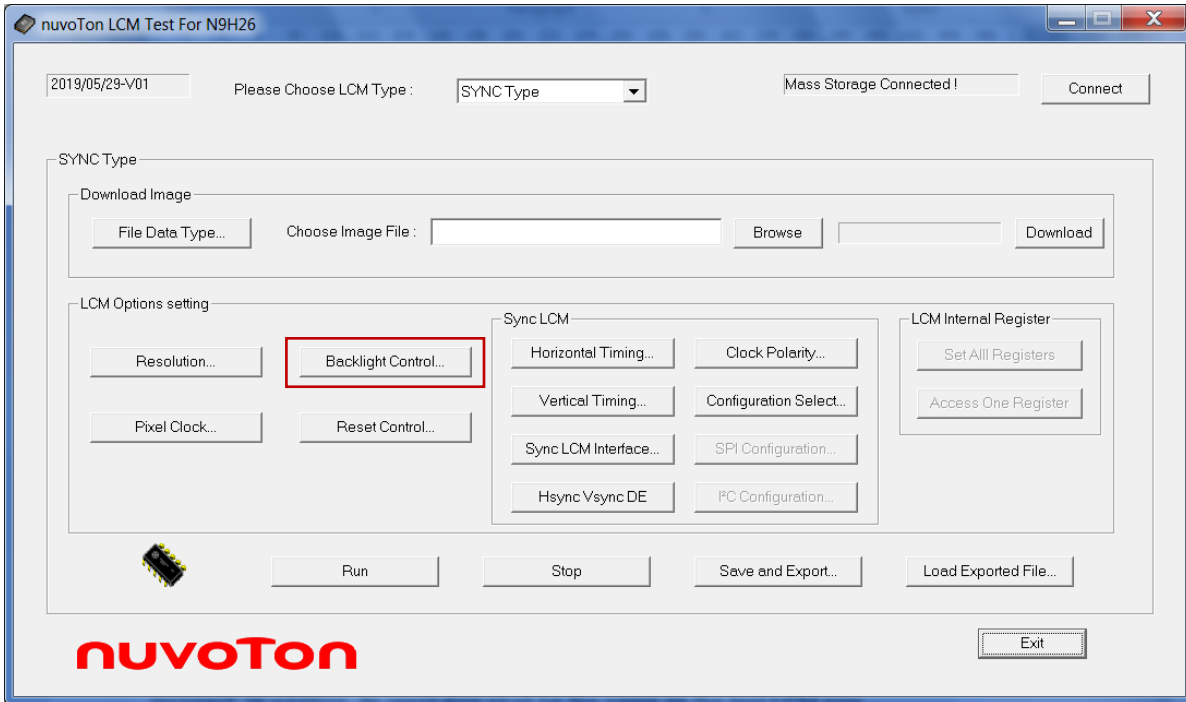 nuvoTon LCM Test For N9H26
2019/05/29-V01
Please Choose LCM Type :
SYNC Type
Mass Storage Connected !
Connect
SYNC Type
Download Image
File Data Type...
Choose Image File :
Browse
Download
LCM Options setting
Resolution...
Backlight Control...
Pixel Clock...
Reset Control...
Sync LCM
Horizontal Timing...
Clock Polarity...
Vertical Timing...
Configuration Select...
Sync LCM Interface...
SPI Configuration...
Hsync Vsync DE
I²C Configuration...
LCM Internal Register
Set Alll Registers
Access One Register
Run
Stop
Save and Export...
Load Exported File...
nuvoTon
Exit